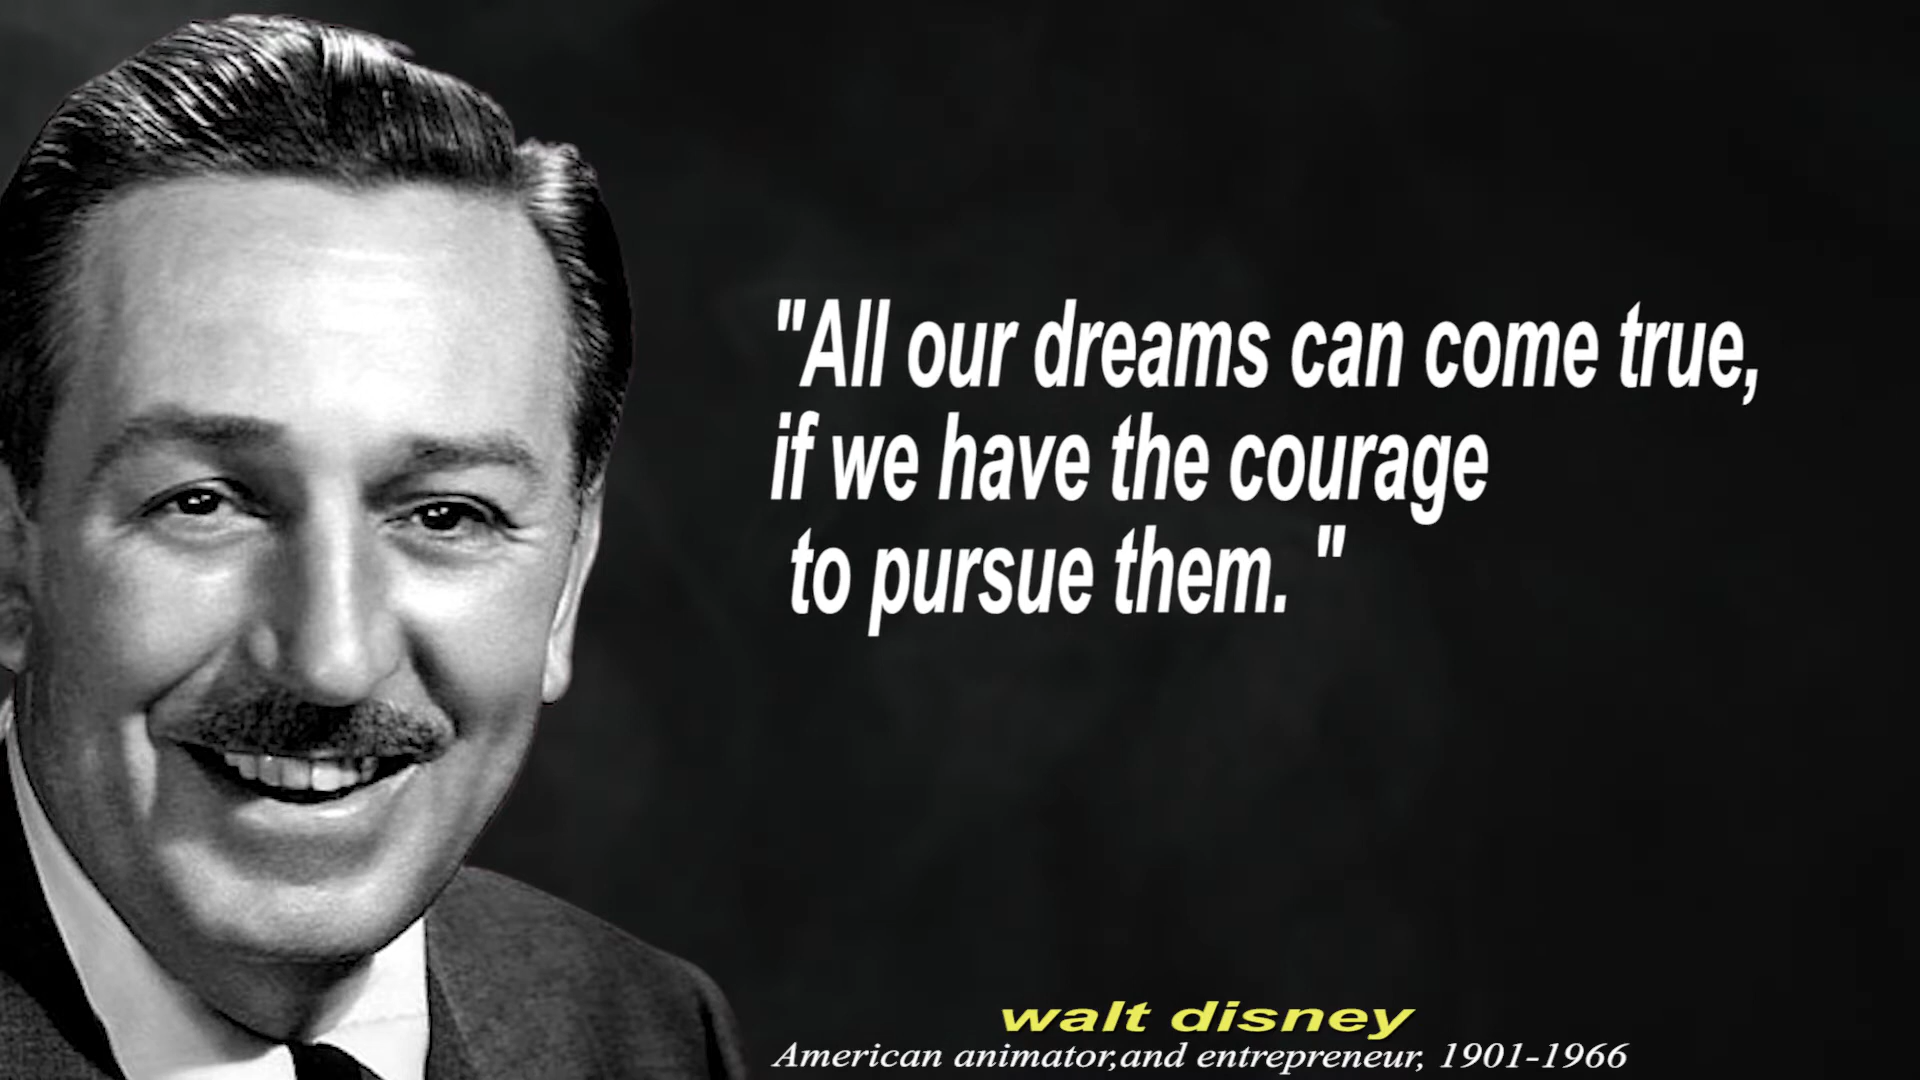 "All our dreams can come true,
if we have the courage
to pursue them. "
walt disney
American animator,and entrepreneur, 1901-1966